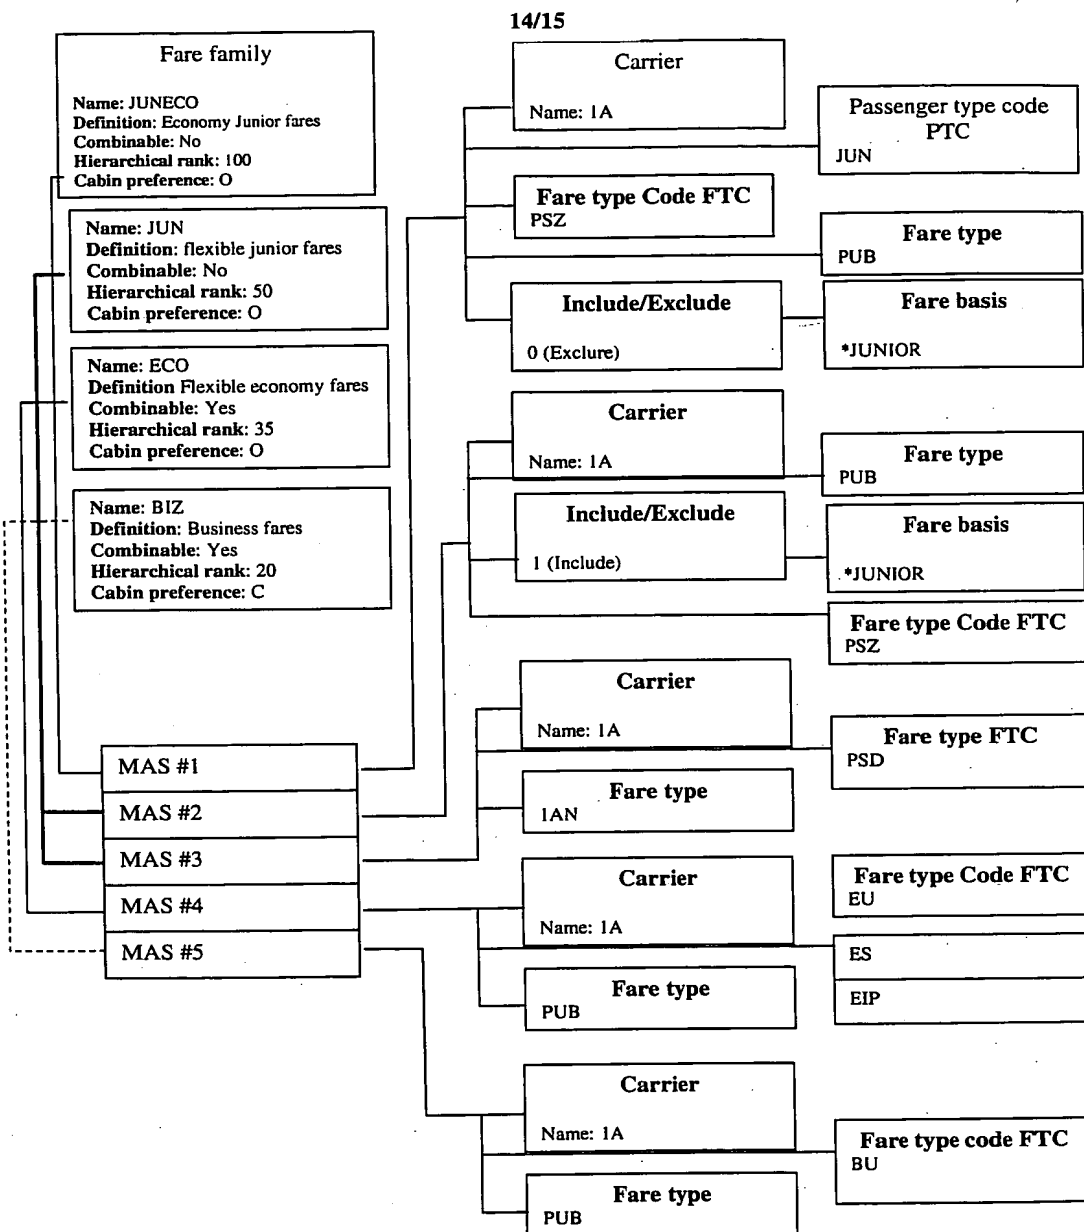 14/15
Fare family
Name: JUNECO
Definition: Economy Junior fares
Combinable: No
Hierarchical rank: 100
Cabin preference: O
Name: JUN
Definition: flexible junior fares
Combinable: No
Hierarchical rank: 50
Cabin preference: O
Name: ECO
Definition Flexible economy fares
Combinable: Yes
Hierarchical rank: 35
Cabin preference: O
Name: BIZ
Definition: Business fares
Combinable: Yes
Hierarchical rank: 20
Cabin preference: C
MAS #1
MAS #2
MAS #3
MAS #4
MAS #5
Carrier
Name: 1A
Passenger type code
PTC
JUN
Fare type Code FTC
PSZ
Fare type
PUB
Include/Exclude
0 (Exclure)
Fare basis
*JUNIOR
Carrier
Name: 1A
Fare type
PUB
Include/Exclude
1 (Include)
Fare basis
*JUNIOR
Fare type Code FTC
PSZ
Carrier
Name: 1A
Fare type FTC
PSD
Fare type
1AN
Carrier
Name: 1A
Fare type Code FTC
EU
ES
EIP
Fare type
PUB
Carrier
Name: 1A
Fare type code FTC
BU
Fare type
PUB